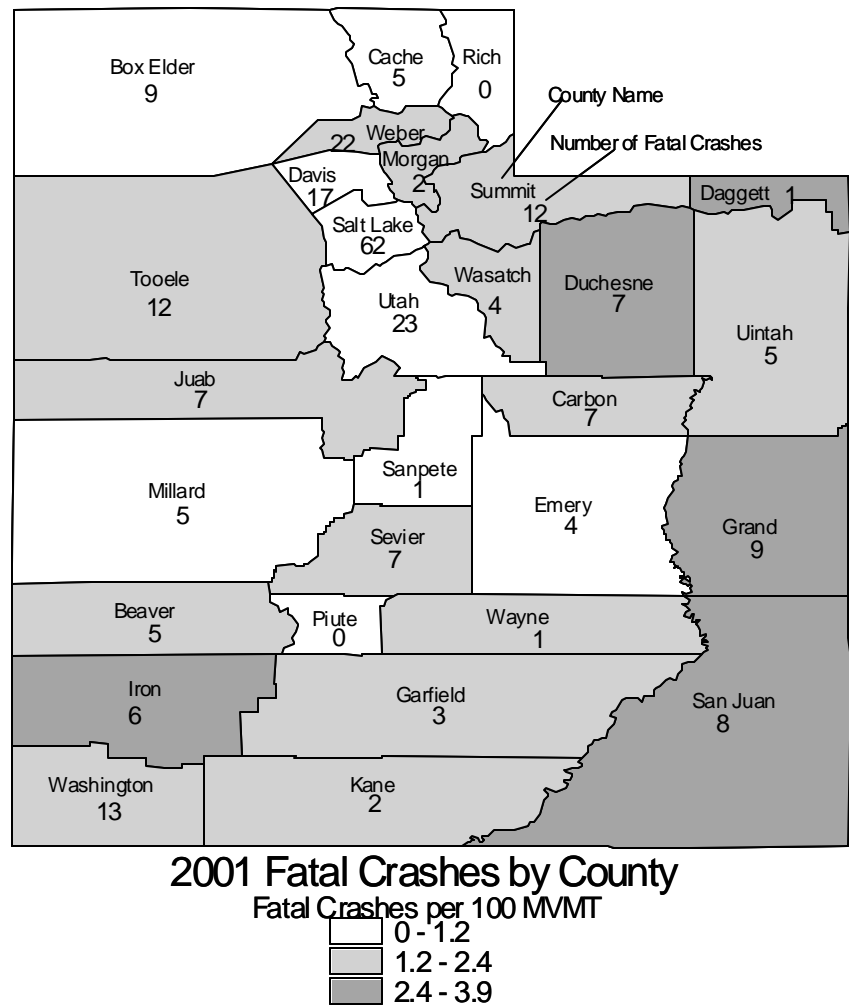 Box Elder
9
Cache
5
Rich
0
County Name
Number of Fatal Crashes
Weber
22
Morgan
2
Davis
17
Summit
12
Daggett 1
Salt Lake
62
Tooele
12
Utah
23
Wasatch
4
Duchesne
7
Uintah
5
Juab
7
Carbon
7
Sanpete
1
Millard
5
Emery
4
Grand
9
Sevier
7
Beaver
5
Piute
0
Wayne
1
Iron
6
Garfield
3
San Juan
8
Washington
13
Kane
2
2001 Fatal Crashes by County
Fatal Crashes per 100 MVMT
0 - 1.2
1.2 - 2.4
2.4 - 3.9